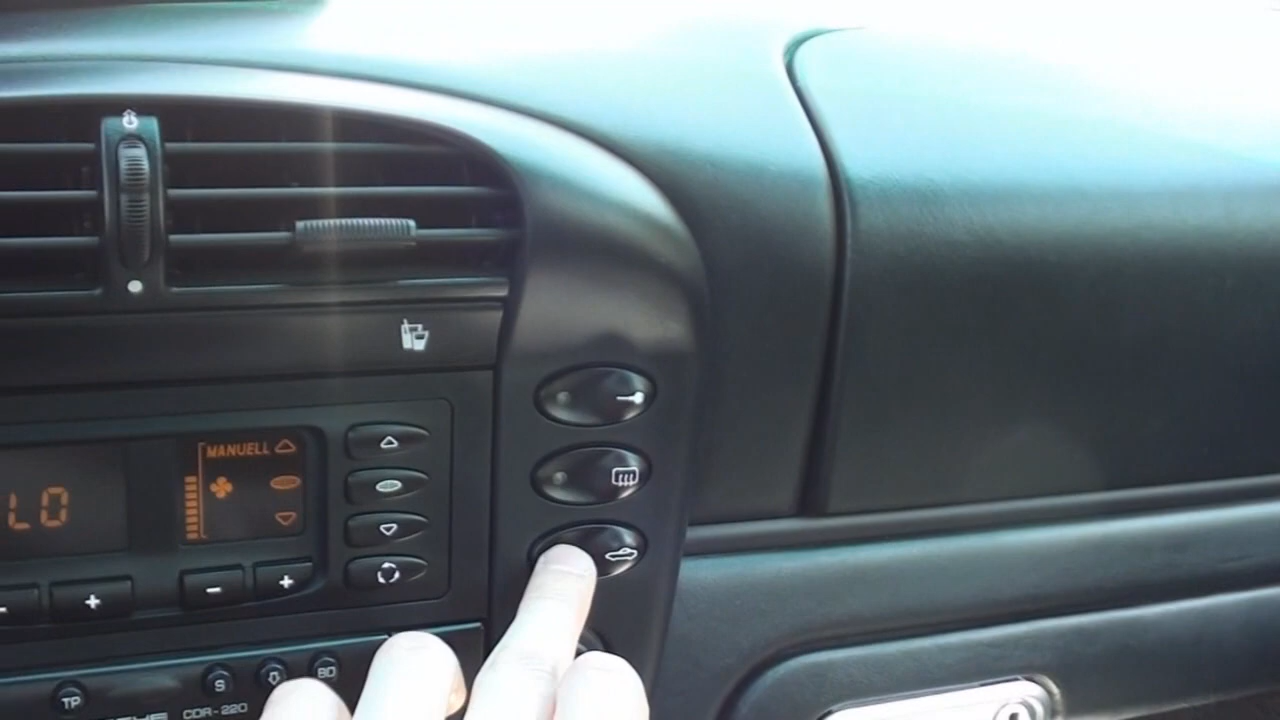 MANUELL
LO
- + - +
S BD
TP
CDR-220